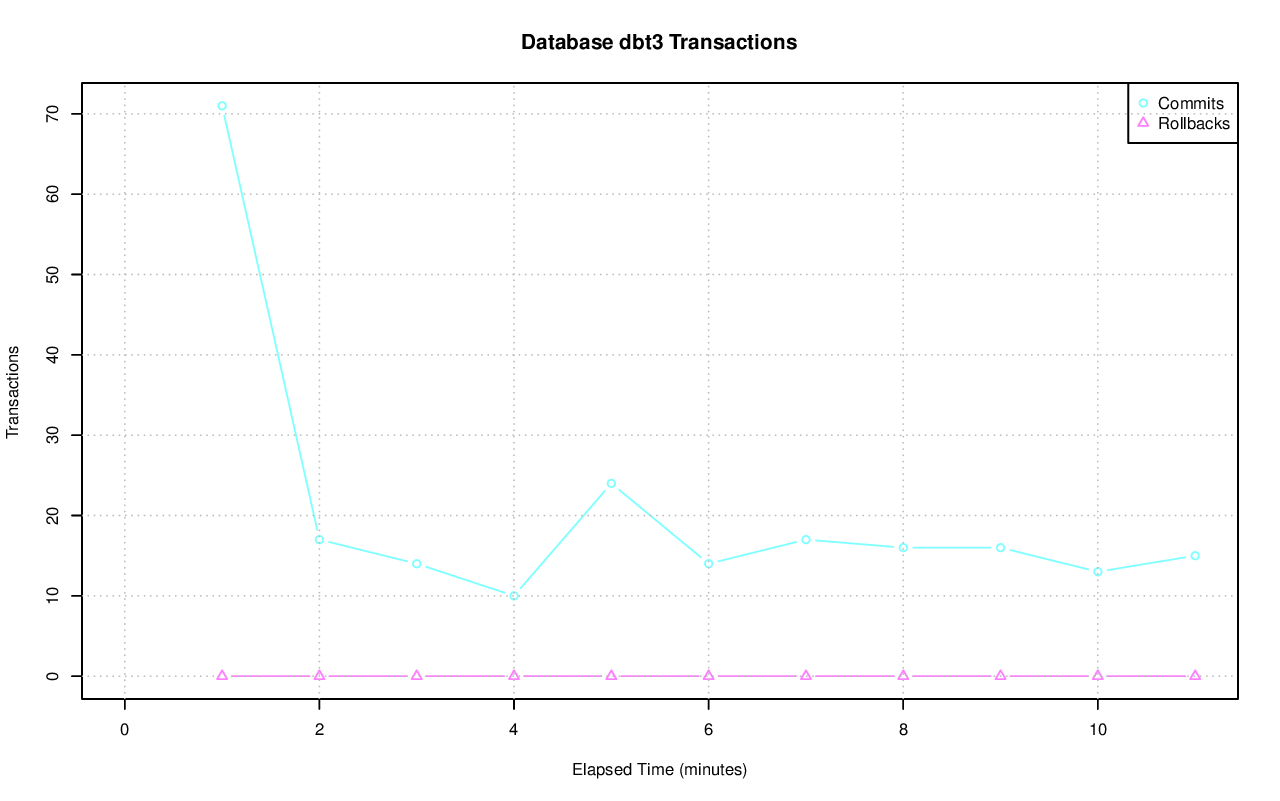 Database dbt3 Transactions
Commits
Rollbacks
Transactions
70
60
50
40
30
20
10
0
0 2 4 6 8 10
Elapsed Time (minutes)